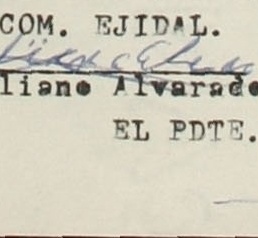 COM. EJIDAL.
liano Alvarado
EL PDTE.